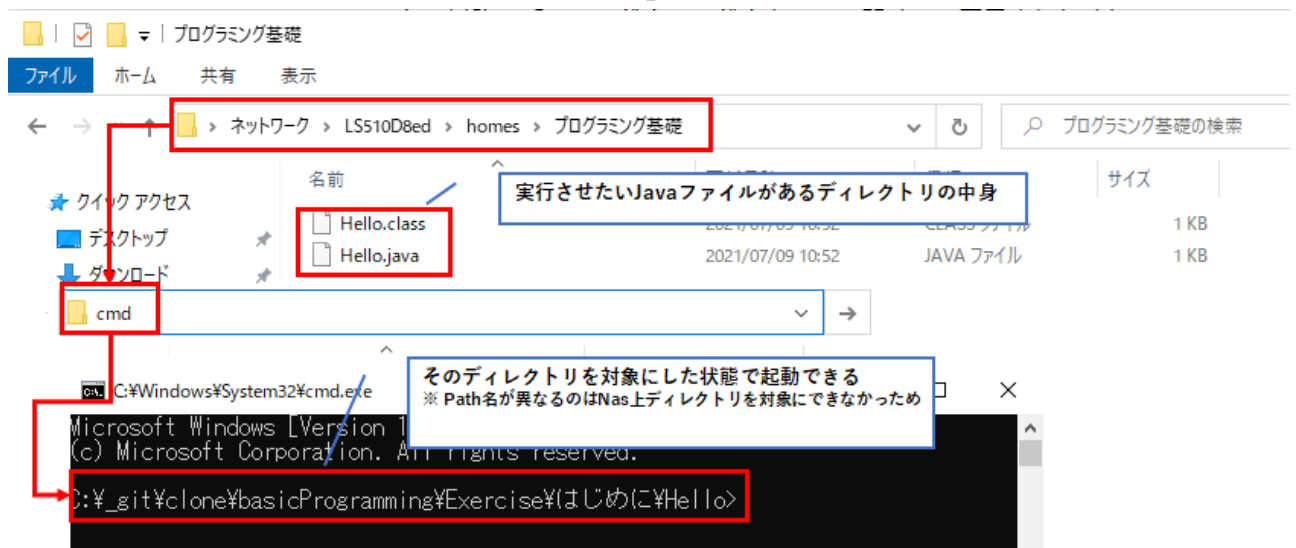 プログラミング基礎
ファイル ホーム 共有 表示
ネットワーク > LS510D8ed > homes > プログラミング基礎
プログラミング基礎の検索
名前
サイズ
実行させたいJavaファイルがあるディレクトリの中身
クイック アクセス
Hello.class
1 KB
デスクトップ
Hello.java 2021/07/09 10:52 JAVA ファイル 1 KB
ダウンロード
cmd
そのディレクトリを対象にした状態で起動できる
※ Path名が異なるのはNas上ディレクトリを対象にできなかっため
C:¥Windows¥System32¥cmd.exe
Microsoft Windows [Version 1
(c) Microsoft Corporation. All rights reserved.
C:¥_git¥clone¥basicProgramming¥Exercise¥(はじめに¥Hello>